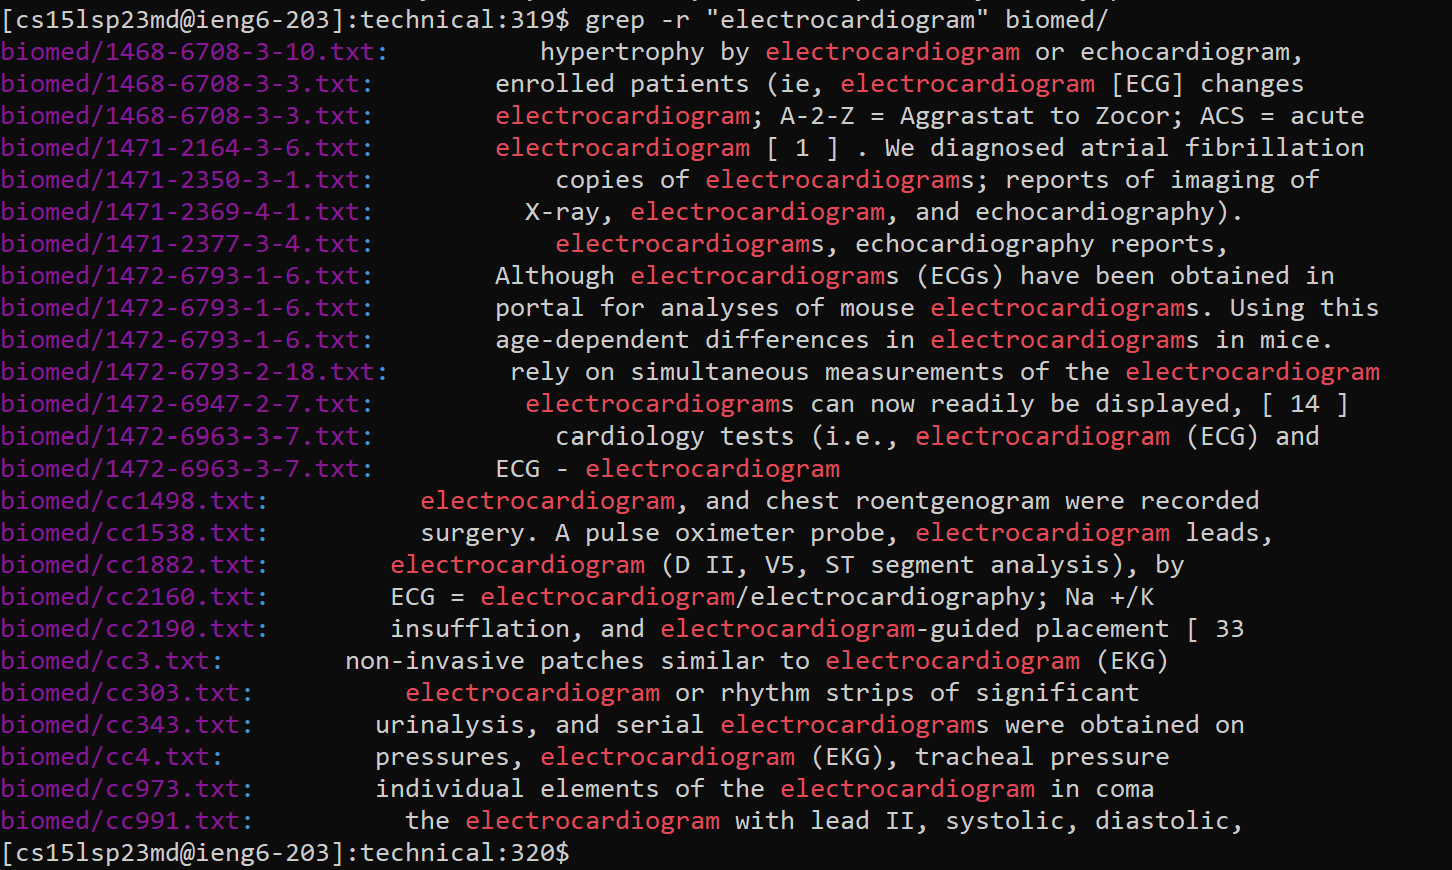 [cs15lsp23md@ieng6-203]:technical:319$ grep -r "electrocardiogram" biomed/
biomed/1468-6708-3-10.txt:          hypertrophy by electrocardiogram or echocardiogram,
biomed/1468-6708-3-3.txt:        enrolled patients (ie, electrocardiogram [ECG] changes
biomed/1468-6708-3-3.txt:        electrocardiogram; A-2-Z = Aggrastat to Zocor; ACS = acute
biomed/1471-2164-3-6.txt:        electrocardiogram [ 1 ] . We diagnosed atrial fibrillation
biomed/1471-2350-3-1.txt:            copies of electrocardiograms; reports of imaging of
biomed/1471-2369-4-1.txt:          X-ray, electrocardiogram, and echocardiography).
biomed/1471-2377-3-4.txt:            electrocardiograms, echocardiography reports,
biomed/1472-6793-1-6.txt:        Although electrocardiograms (ECGs) have been obtained in
biomed/1472-6793-1-6.txt:        portal for analyses of mouse electrocardiograms. Using this
biomed/1472-6793-1-6.txt:        age-dependent differences in electrocardiograms in mice.
biomed/1472-6793-2-18.txt:        rely on simultaneous measurements of the electrocardiogram
biomed/1472-6947-2-7.txt:          electrocardiograms can now readily be displayed, [ 14 ]
biomed/1472-6963-3-7.txt:            cardiology tests (i.e., electrocardiogram (ECG) and
biomed/1472-6963-3-7.txt:        ECG - electrocardiogram
biomed/cc1498.txt:          electrocardiogram, and chest roentgenogram were recorded
biomed/cc1538.txt:          surgery. A pulse oximeter probe, electrocardiogram leads,
biomed/cc1882.txt:        electrocardiogram (D II, V5, ST segment analysis), by
biomed/cc2160.txt:        ECG = electrocardiogram/electrocardiography; Na +/K
biomed/cc2190.txt:        insufflation, and electrocardiogram-guided placement [ 33
biomed/cc3.txt:        non-invasive patches similar to electrocardiogram (EKG)
biomed/cc303.txt:          electrocardiogram or rhythm strips of significant
biomed/cc343.txt:        urinalysis, and serial electrocardiograms were obtained on
biomed/cc4.txt:          pressures, electrocardiogram (EKG), tracheal pressure
biomed/cc973.txt:        individual elements of the electrocardiogram in coma
biomed/cc991.txt:          the electrocardiogram with lead II, systolic, diastolic,
[cs15lsp23md@ieng6-203]:technical:320$